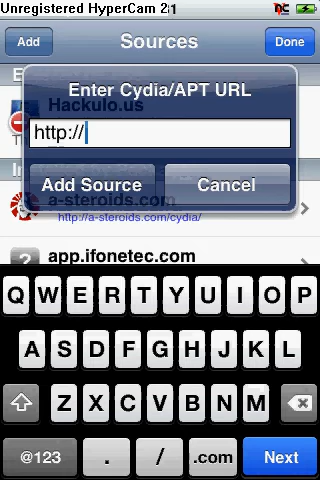 Unregistered HyperCam 2
Add
Sources
Done
Enter Cydia/APT URL
Hackulo.us
http://
Add Source
Cancel
a-steroids.com
http://a-steroids.com/cydia/
?
app.ifonetec.com
Q W E R T Y U I O P
A S D F G H J K L
Z X C V B N M
@123
.
/
.com
Next